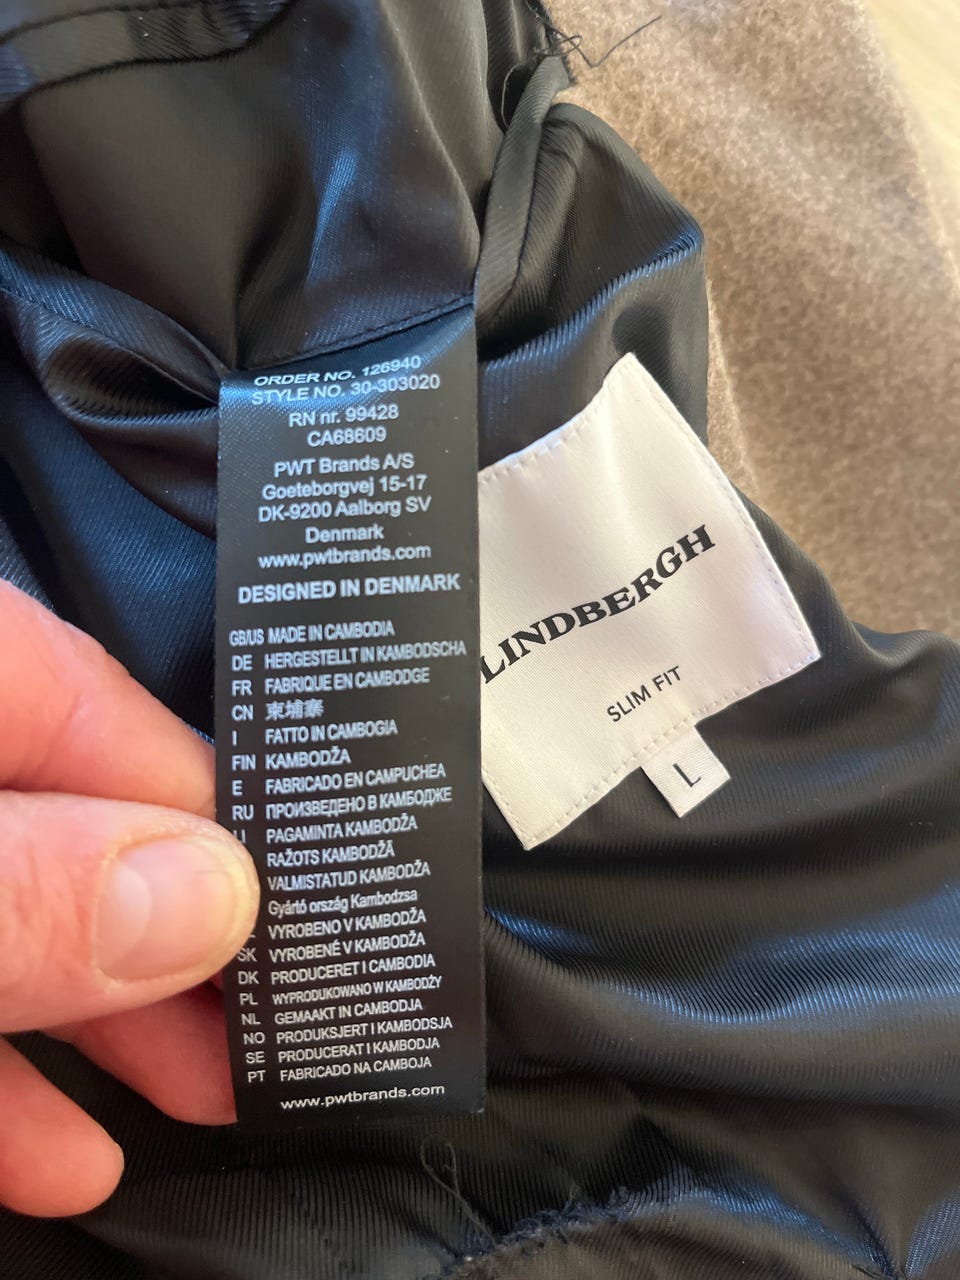 ORDER NO. 126940
STYLE NO. 30-303020
RN nr. 99428
CA68609
PWT Brands A/S
Goeteborgvej 15-17
DK-9200 Aalborg SV
Denmark
www.pwtbrands.com
DESIGNED IN DENMARK
GB/US MADE IN CAMBODIA
DE HERGESTELLT IN KAMBODSCHA
FR FABRIQUE EN CAMBODGE
CN 柬埔寨
I FATTO IN CAMBOGIA
FIN KAMBODŽA
E FABRICADO EN CAMPUCHEA
RU ПРОИЗВЕДЕНО В КАМБОДЖЕ
PAGAMINTA KAMBODŽA
RAŽOTS KAMBODŽĀ
VALMISTATUD KAMBODŽA
Gyártó ország Kambodzsa
VYROBENO V KAMBODŽA
SK VYROBENÉ V KAMBODŽA
DK PRODUCERET I CAMBODIA
PL WYPRODUKOWANO W KAMBODŻY
NL GEMAAKT IN CAMBODJA
NO PRODUKSJERT I KAMBODSJA
SE PRODUCERAT I KAMBODJA
PT FABRICADO NA CAMBOJA
www.pwtbrands.com
LINDBERGH
SLIM FIT
L